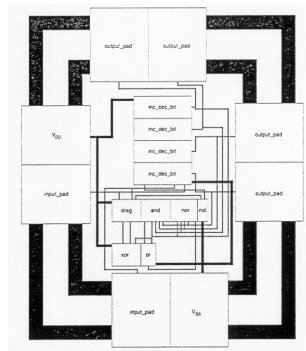 output_pad output_pad
inc_dec_bit
inc_dec_bit
inc_dec_bit
inc_dec_bit
V_DD output_pad
input_pad output_pad
dreg and nor not
xor or
input_pad V_SS